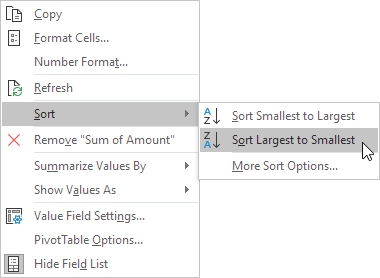 Copy
Format Cells...
Number Format...
Refresh
Sort
Remove "Sum of Amount"
Summarize Values By
Show Values As
Value Field Settings...
PivotTable Options...
Hide Field List
Sort Smallest to Largest
Sort Largest to Smallest
More Sort Options...